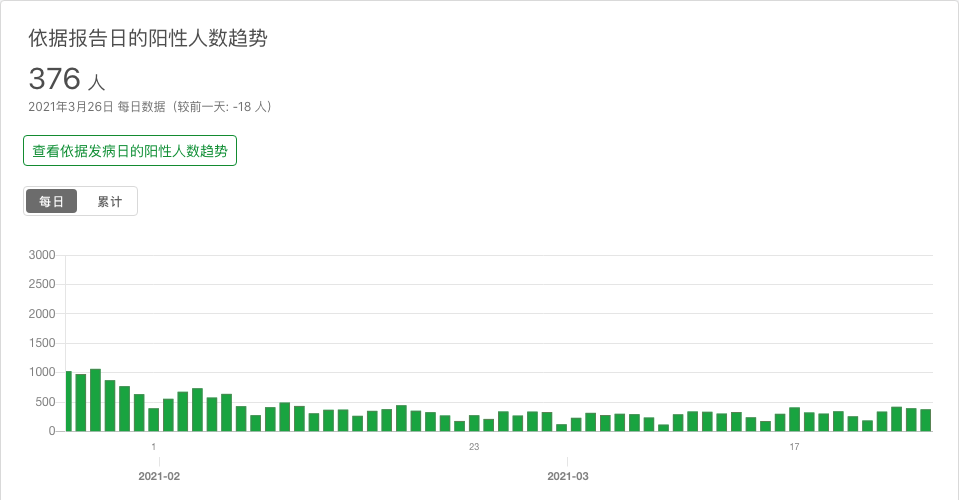 依据报告日的阳性人数趋势
376 人
2021年3月26日 每日数据（较前一天: -18 人）
查看依据发病日的阳性人数趋势
每日 累计
3000
2500
2000
1500
1000
500
0
1 23 17
2021-02 2021-03